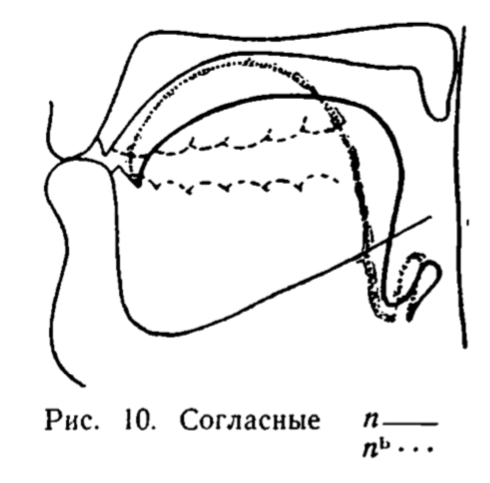 Рис. 10. Согласные п——
пь · · ·